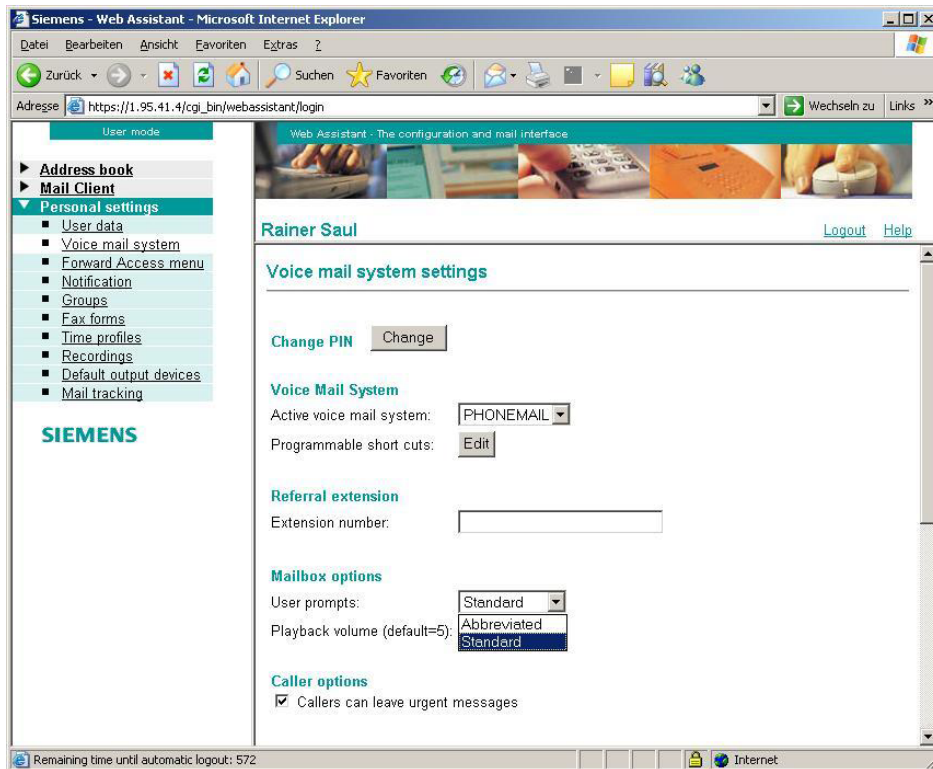 Siemens - Web Assistant - Microsoft Internet Explorer
Datei Bearbeiten Ansicht Favoriten Extras ?
Zurück Suchen Favoriten
Adresse https://1.95.41.4/cgi_bin/webassistant/login Wechseln zu Links »
User mode
Web Assistant - The configuration and mail interface
Address book
Mail Client
Personal settings
User data
Voice mail system
Forward Access menu
Notification
Groups
Fax forms
Time profiles
Recordings
Default output devices
Mail tracking
SIEMENS
Rainer Saul Logout Help
Voice mail system settings
Change PIN Change
Voice Mail System
Active voice mail system: PHONEMAIL
Programmable short cuts: Edit
Referral extension
Extension number:
Mailbox options
User prompts: Standard
Abbreviated
Playback volume (default=5): Standard
Caller options
Callers can leave urgent messages
Remaining time until automatic logout: 572 Internet